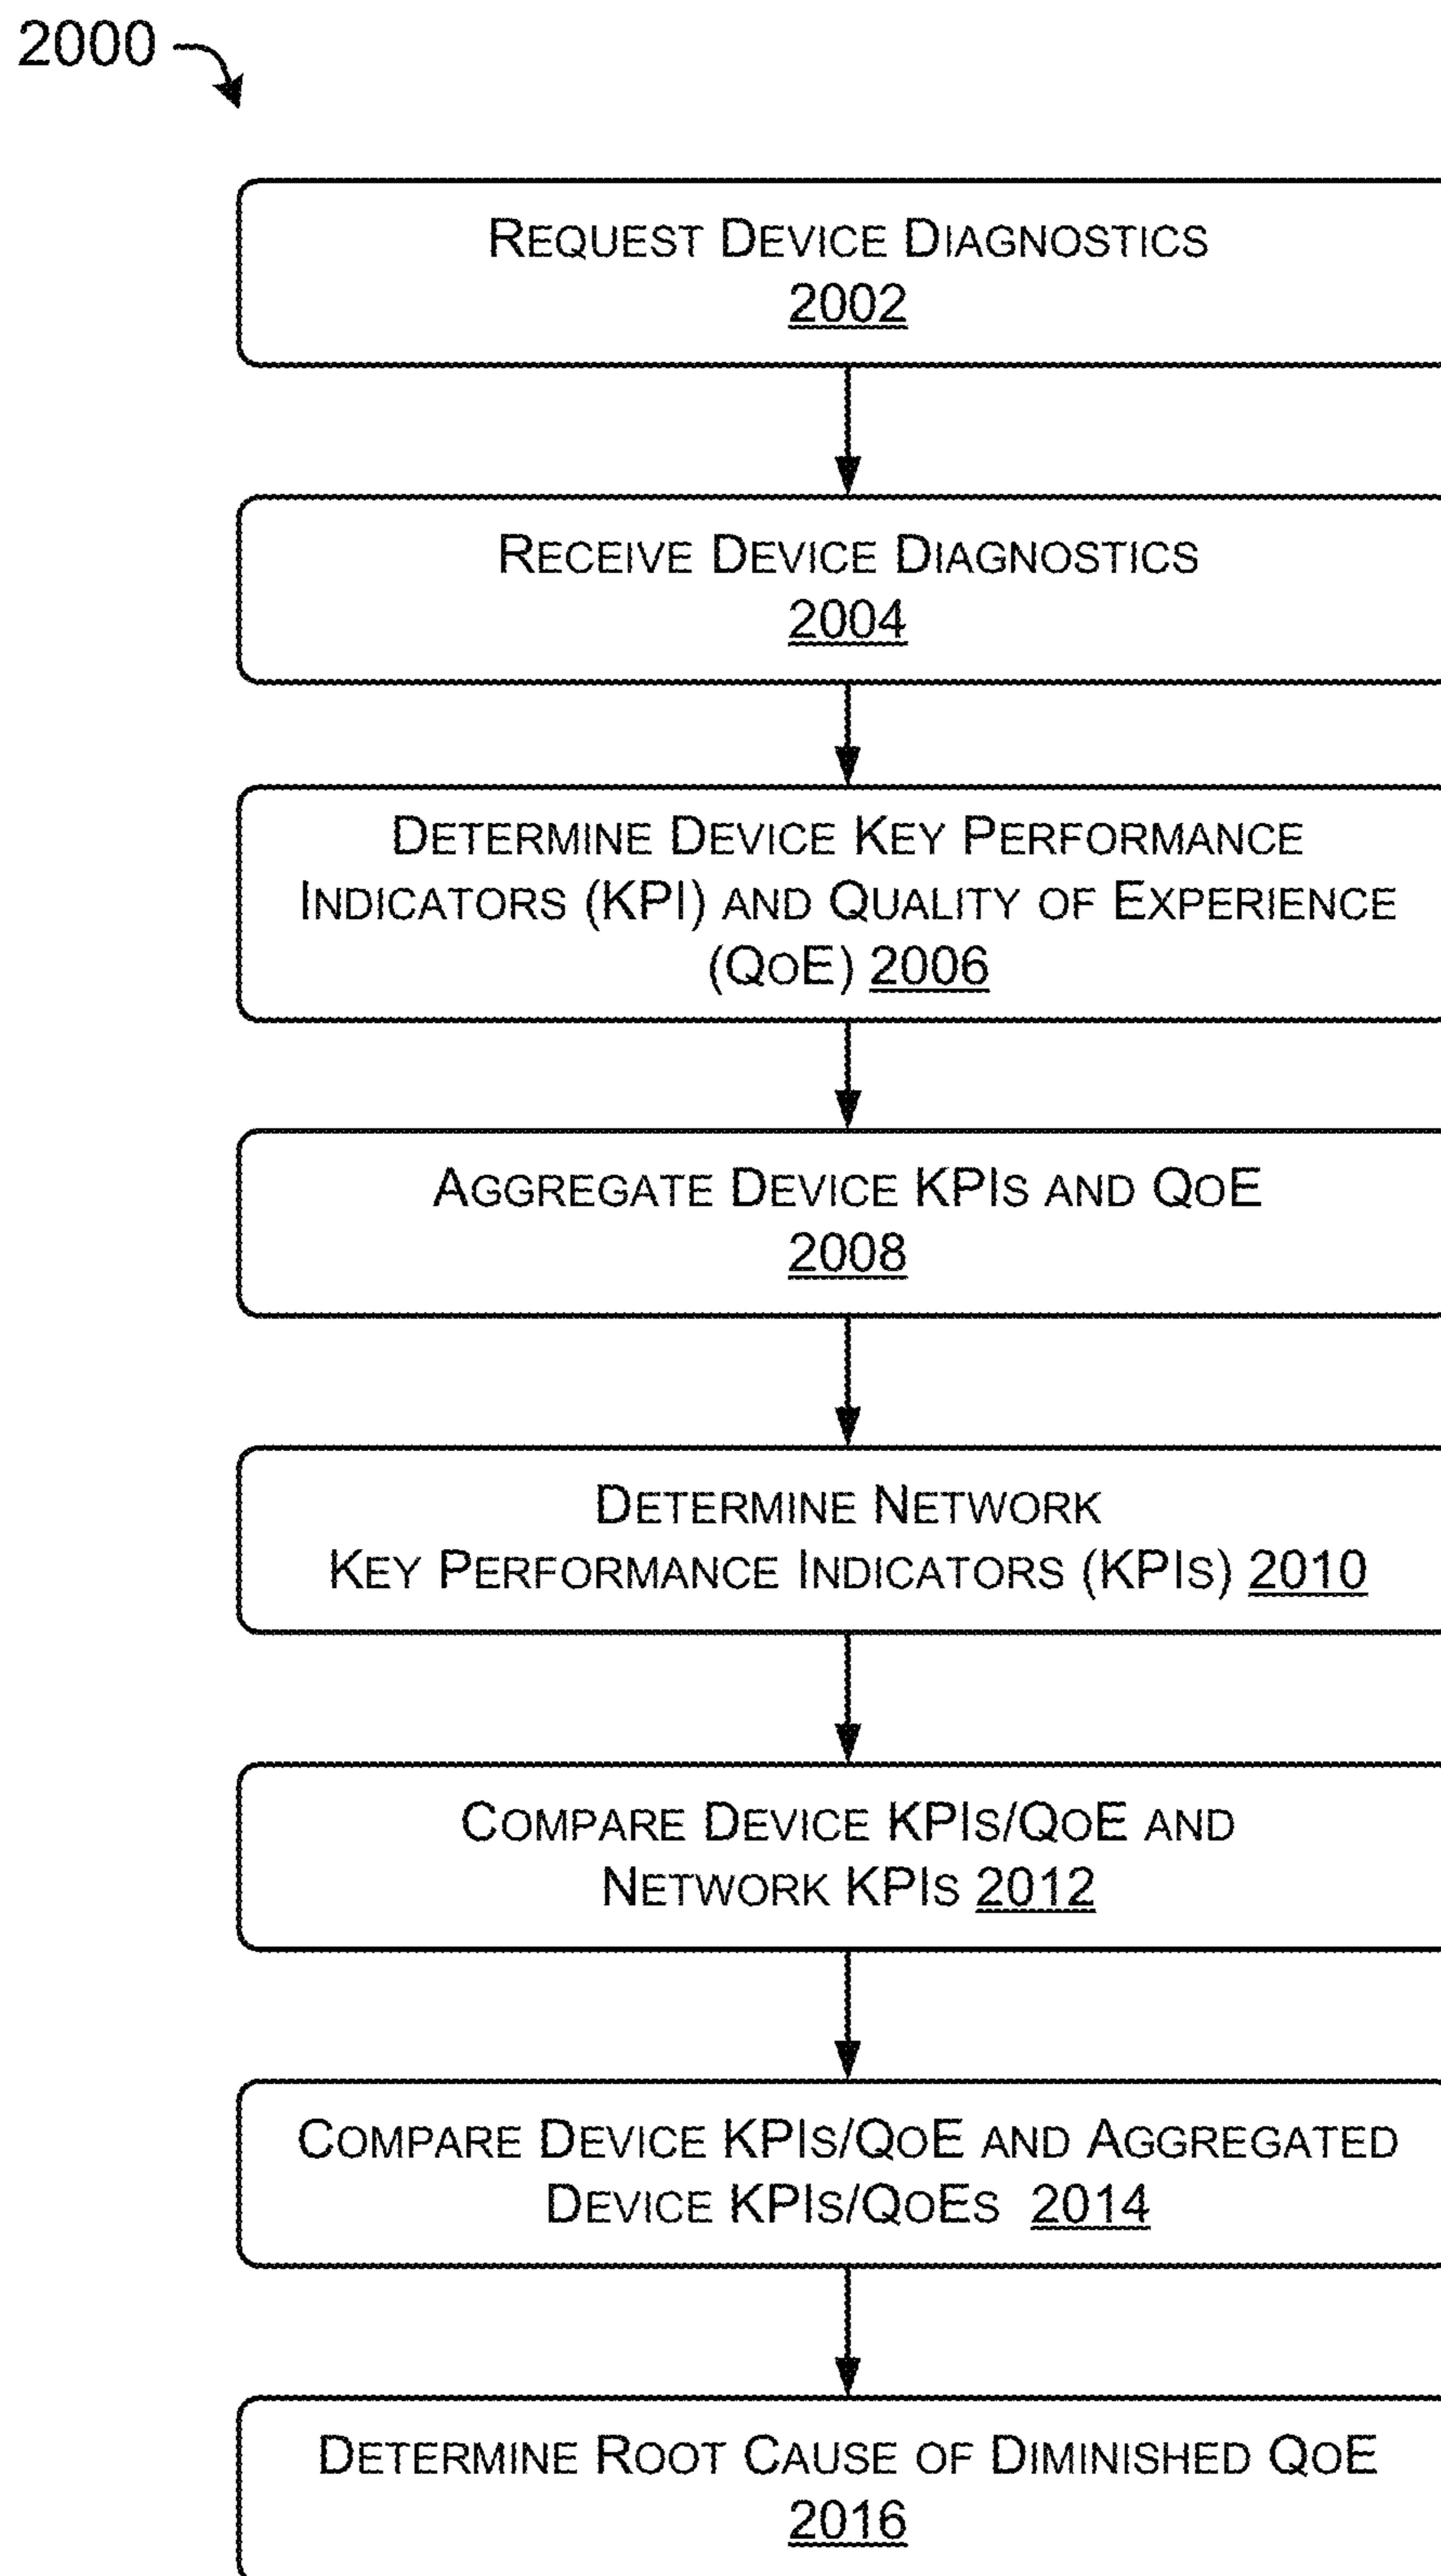 2000
REQUEST DEVICE DIAGNOSTICS
2002
RECEIVE DEVICE DIAGNOSTICS
2004
DETERMINE DEVICE KEY PERFORMANCE
INDICATORS (KPI) AND QUALITY OF EXPERIENCE
(QOE) 2006
AGGREGATE DEVICE KPIS AND QOE
2008
DETERMINE NETWORK
KEY PERFORMANCE INDICATORS (KPIS) 2010
COMPARE DEVICE KPIS/QOE AND
NETWORK KPIS 2012
COMPARE DEVICE KPIS/QOE AND AGGREGATED
DEVICE KPIS/QOES 2014
DETERMINE ROOT CAUSE OF DIMINISHED QOE
2016